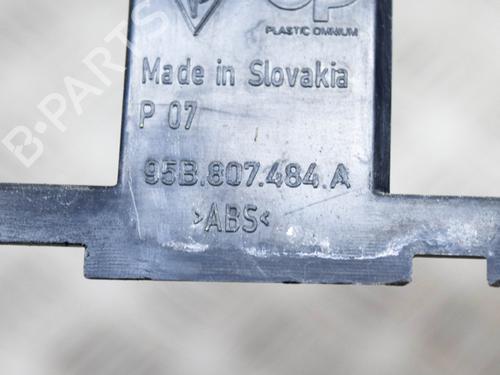 PLASTIC OMNIUM
Made in Slovakia
P 07
95B.807.484.A
>ABS<
B-PARTS